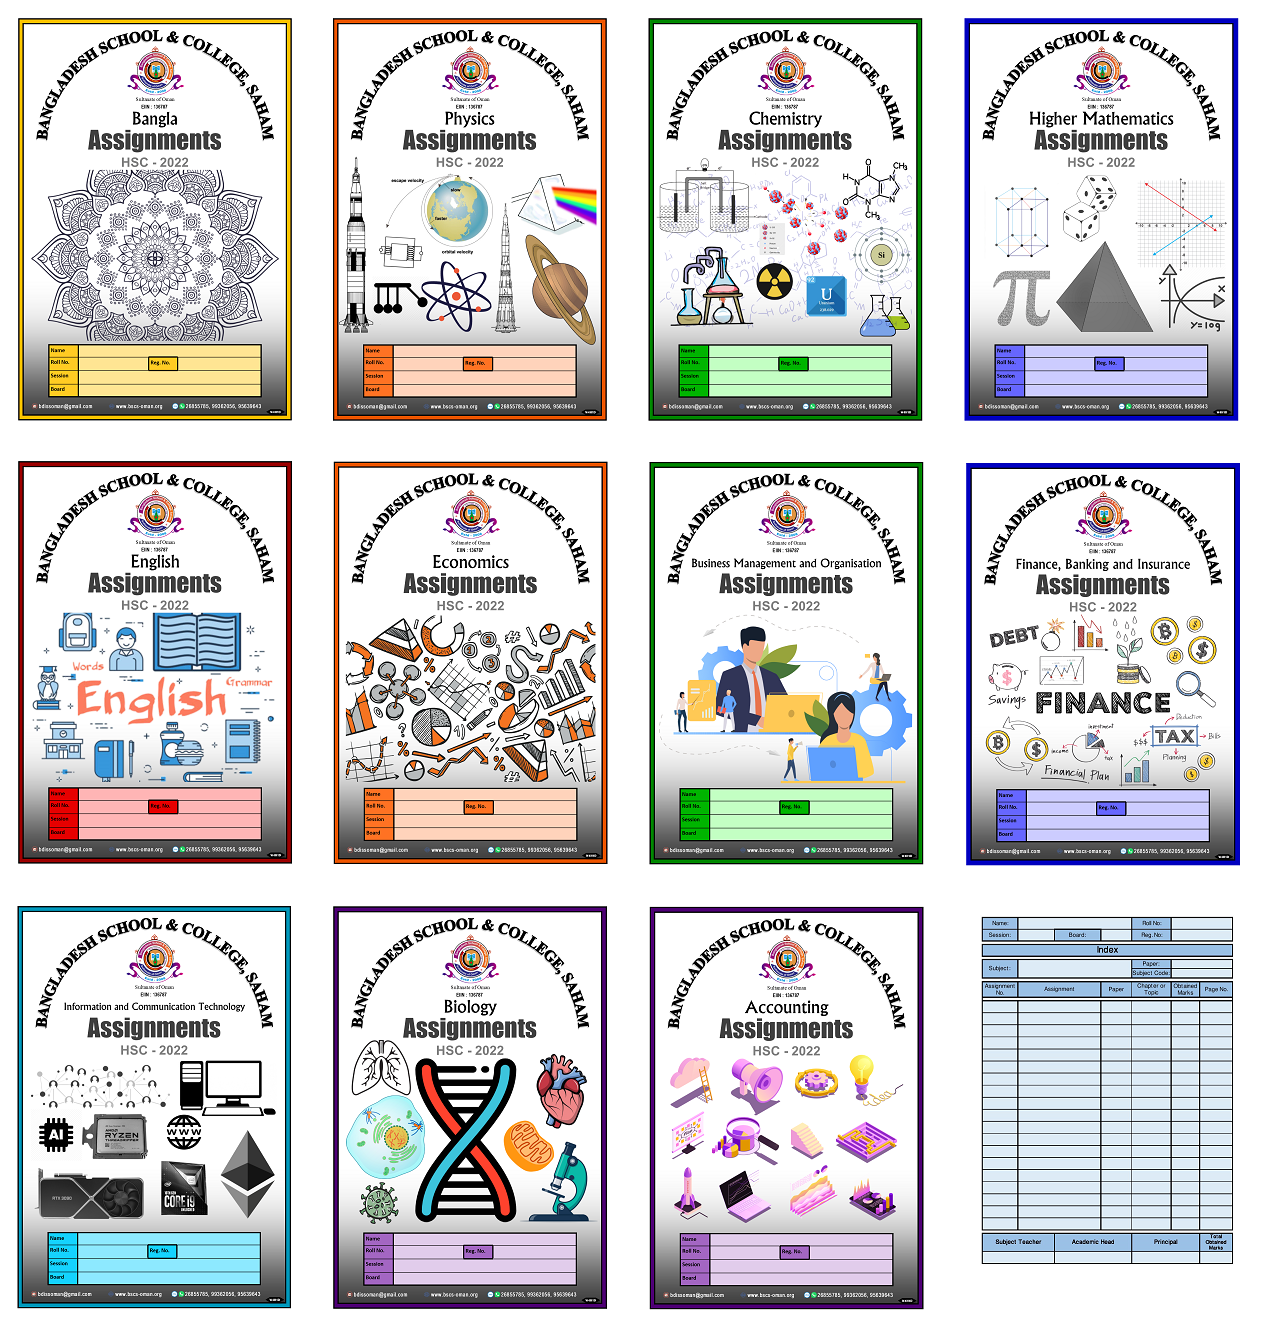 BANGLADESH SCHOOL & COLLEGE, SAHAM
Sultanate of Oman
EIIN : 136787
Bangla
Assignments
HSC - 2022
Name
Roll No.
Reg. No.
Session
Board
bdissoman@gmail.com
www.bscs-oman.org
26855785, 99362056, 95639643
BANGLADESH SCHOOL & COLLEGE, SAHAM
Sultanate of Oman
EIIN : 136787
Physics
Assignments
HSC - 2022
escape velocity
slow
faster
orbital velocity
Name
Roll No.
Reg. No.
Session
Board
bdissoman@gmail.com
www.bscs-oman.org
26855785, 99362056, 95639643
BANGLADESH SCHOOL & COLLEGE, SAHAM
Sultanate of Oman
EIIN : 136787
Chemistry
Assignments
HSC - 2022
CH₃
N
N
N
N
O
CH₃
Si
U
Uranium
Name
Roll No.
Reg. No.
Session
Board
bdissoman@gmail.com
www.bscs-oman.org
26855785, 99362056, 95639643
BANGLADESH SCHOOL & COLLEGE, SAHAM
Sultanate of Oman
EIIN : 136787
Higher Mathematics
Assignments
HSC - 2022
π
Y
X
y=log
Name
Roll No.
Reg. No.
Session
Board
bdissoman@gmail.com
www.bscs-oman.org
26855785, 99362056, 95639643
BANGLADESH SCHOOL & COLLEGE, SAHAM
Sultanate of Oman
EIIN : 136787
English
Assignments
HSC - 2022
Words
Grammar
English
Name
Roll No.
Reg. No.
Session
Board
bdissoman@gmail.com
www.bscs-oman.org
26855785, 99362056, 95639643
BANGLADESH SCHOOL & COLLEGE, SAHAM
Sultanate of Oman
EIIN : 136787
Economics
Assignments
HSC - 2022
Name
Roll No.
Reg. No.
Session
Board
bdissoman@gmail.com
www.bscs-oman.org
26855785, 99362056, 95639643
BANGLADESH SCHOOL & COLLEGE, SAHAM
Sultanate of Oman
EIIN : 136787
Business Management and Organisation
Assignments
HSC - 2022
Name
Roll No.
Reg. No.
Session
Board
bdissoman@gmail.com
www.bscs-oman.org
26855785, 99362056, 95639643
BANGLADESH SCHOOL & COLLEGE, SAHAM
Sultanate of Oman
EIIN : 136787
Finance, Banking and Insurance
Assignments
HSC - 2022
DEBT
Savings
FINANCE
Deduction
investment
income
tax
$$$
TAX
Bills
Planning
Financial Plan
Name
Roll No.
Reg. No.
Session
Board
bdissoman@gmail.com
www.bscs-oman.org
26855785, 99362056, 95639643
BANGLADESH SCHOOL & COLLEGE, SAHAM
Sultanate of Oman
EIIN : 136787
Information and Communication Technology
Assignments
HSC - 2022
AI
AMD
RYZEN
THREADRIPPER
WWW
RTX 3080
CORE i9
Name
Roll No.
Reg. No.
Session
Board
bdissoman@gmail.com
www.bscs-oman.org
26855785, 99362056, 95639643
BANGLADESH SCHOOL & COLLEGE, SAHAM
Sultanate of Oman
EIIN : 136787
Biology
Assignments
HSC - 2022
Name
Roll No.
Reg. No.
Session
Board
bdissoman@gmail.com
www.bscs-oman.org
26855785, 99362056, 95639643
BANGLADESH SCHOOL & COLLEGE, SAHAM
Sultanate of Oman
EIIN : 136787
Accounting
Assignments
HSC - 2022
idea
Name
Roll No.
Reg. No.
Session
Board
bdissoman@gmail.com
www.bscs-oman.org
26855785, 99362056, 95639643
Name:
Roll No:
Session:
Board:
Reg. No:
Index
Subject:
Paper:
Subject Code:
Assignment No.
Assignment
Paper
Chapter or Topic
Obtained Marks
Page No.
Subject Teacher
Academic Head
Principal
Total Obtained Marks